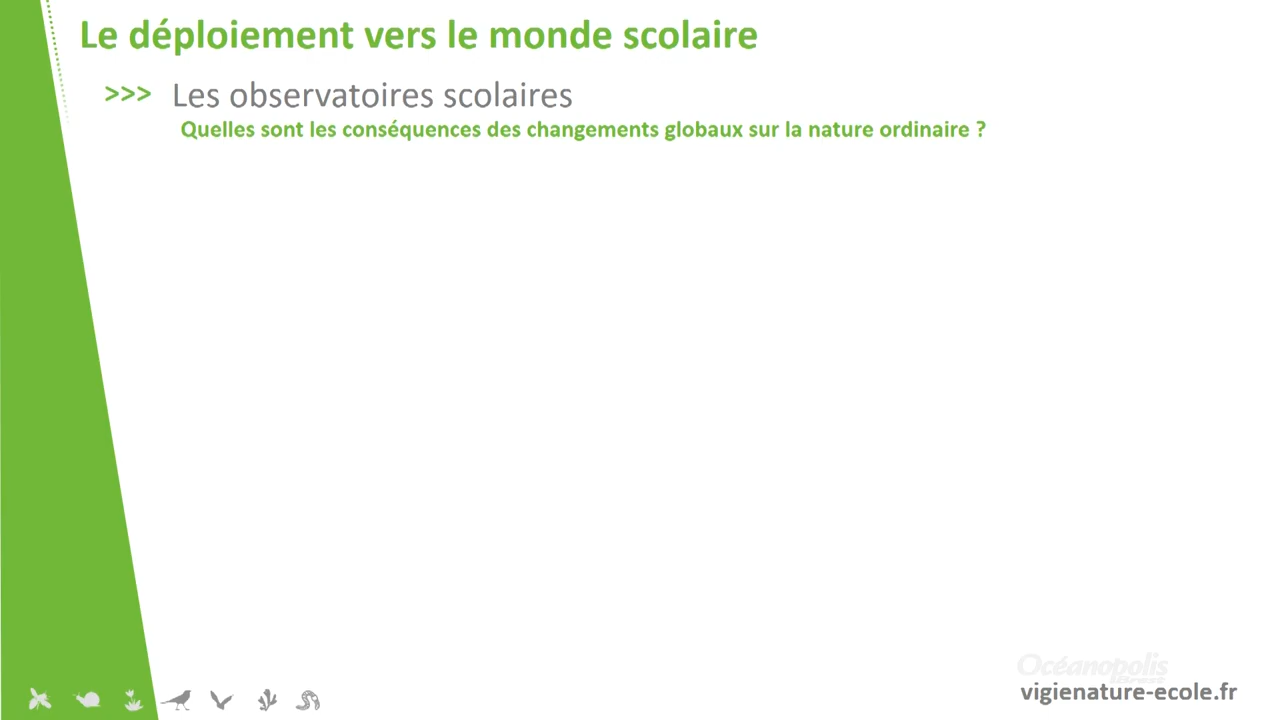 Le déploiement vers le monde scolaire
>>> Les observatoires scolaires
Quelles sont les conséquences des changements globaux sur la nature ordinaire ?
Océanopolis
Brest
vigienature-ecole.fr